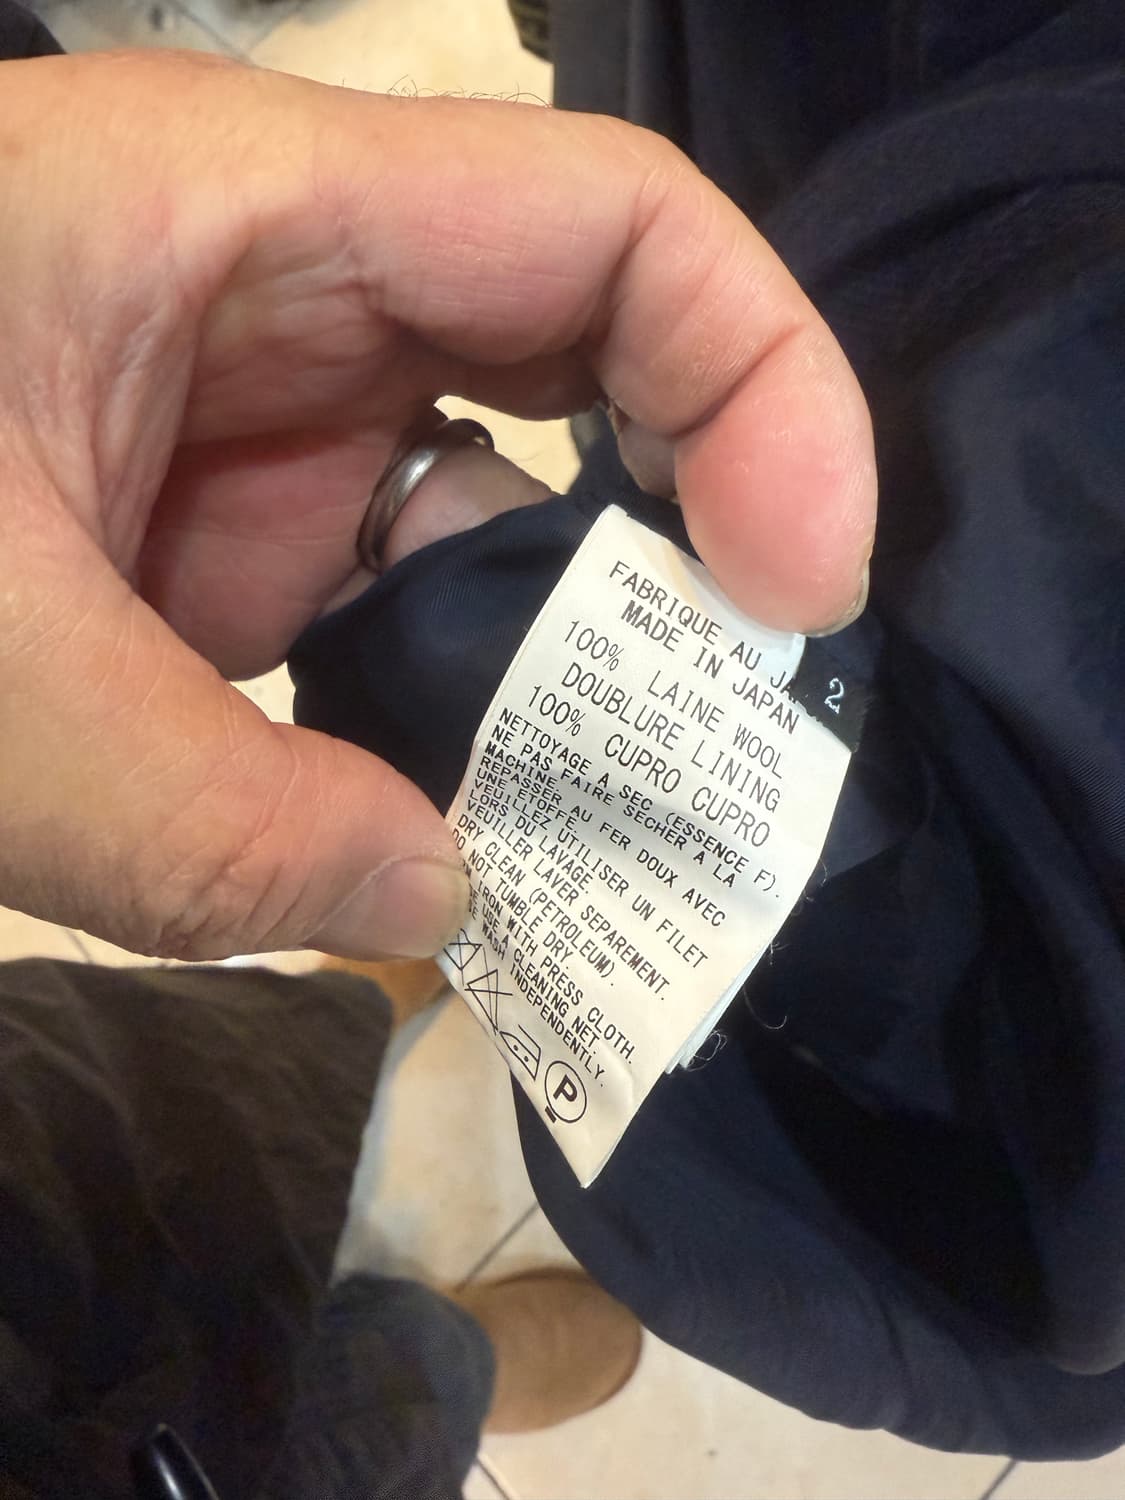 FABRIQUE AU
MADE IN JAPAN
100% LAINE WOOL
DOUBLURE LINING
100% CUPRO CUPRO
NETTOYAGE A SEC (ESSENCE F).
NE PAS FAIRE SECHER A LA
MACHINE
REPASSER AU FER DOUX AVEC
UNE ETOFFE.
VEUILLEZ UTILISER UN FILET
LORS DU LAVAGE
VEUILLER LAVER SEPAREMENT.
DRY CLEAN (PETROLEUM).
DO NOT TUMBLE DRY.
IRON WITH PRESS CLOTH.
USE A CLEANING NET.
WASH INDEPENDENTLY.
P
2